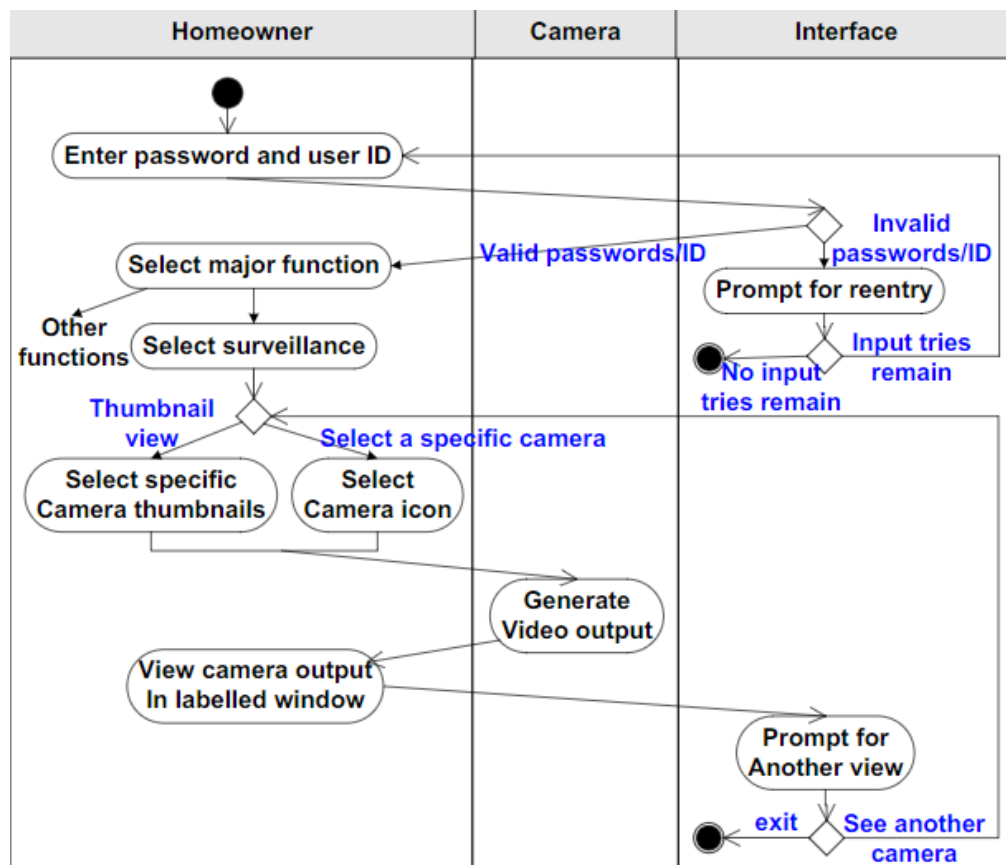 Homeowner
Camera
Interface
Enter password and user ID
Invalid
passwords/ID
Valid passwords/ID
Select major function
Prompt for reentry
Other
functions
Select surveillance
Input tries
remain
No input
tries remain
Thumbnail
view
Select a specific camera
Select specific
Camera thumbnails
Select
Camera icon
Generate
Video output
View camera output
In labelled window
Prompt for
Another view
exit
See another
camera